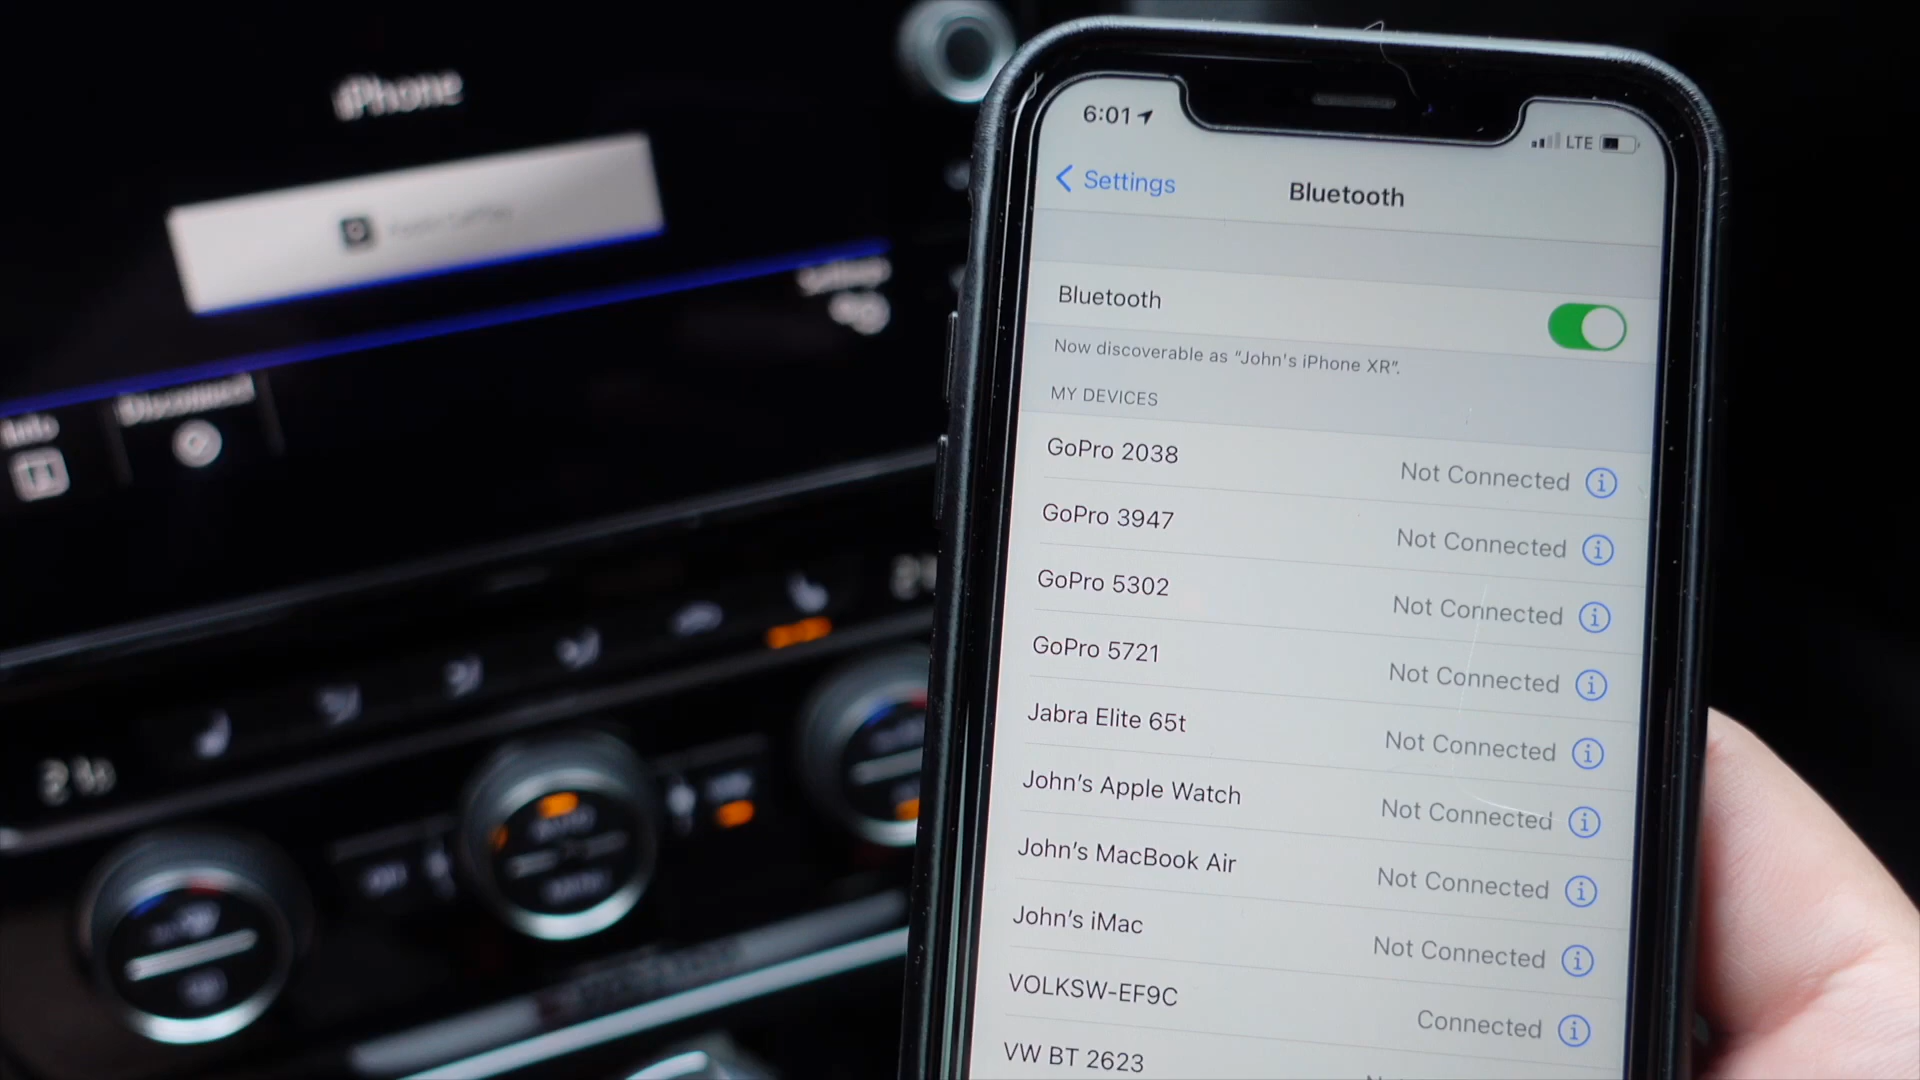 iPhone
Disconnect
6:01
LTE
Settings
Bluetooth
Bluetooth
Now discoverable as “John's iPhone XR”.
MY DEVICES
GoPro 2038 Not Connected
GoPro 3947 Not Connected
GoPro 5302 Not Connected
GoPro 5721 Not Connected
Jabra Elite 65t Not Connected
John’s Apple Watch Not Connected
John’s MacBook Air Not Connected
John’s iMac Not Connected
VOLKSW-EF9C Connected
VW BT 2623